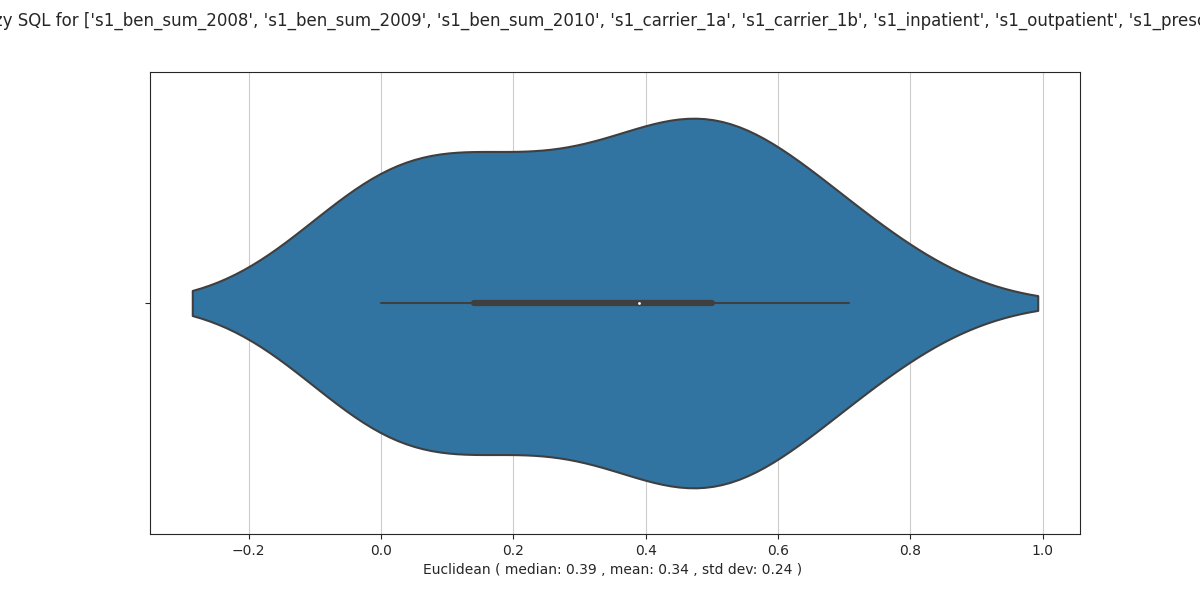 zy SQL for ['s1_ben_sum_2008', 's1_ben_sum_2009', 's1_ben_sum_2010', 's1_carrier_1a', 's1_carrier_1b', 's1_inpatient', 's1_outpatient', 's1_presc
−0.2 0.0 0.2 0.4 0.6 0.8 1.0
Euclidean ( median: 0.39 , mean: 0.34 , std dev: 0.24 )